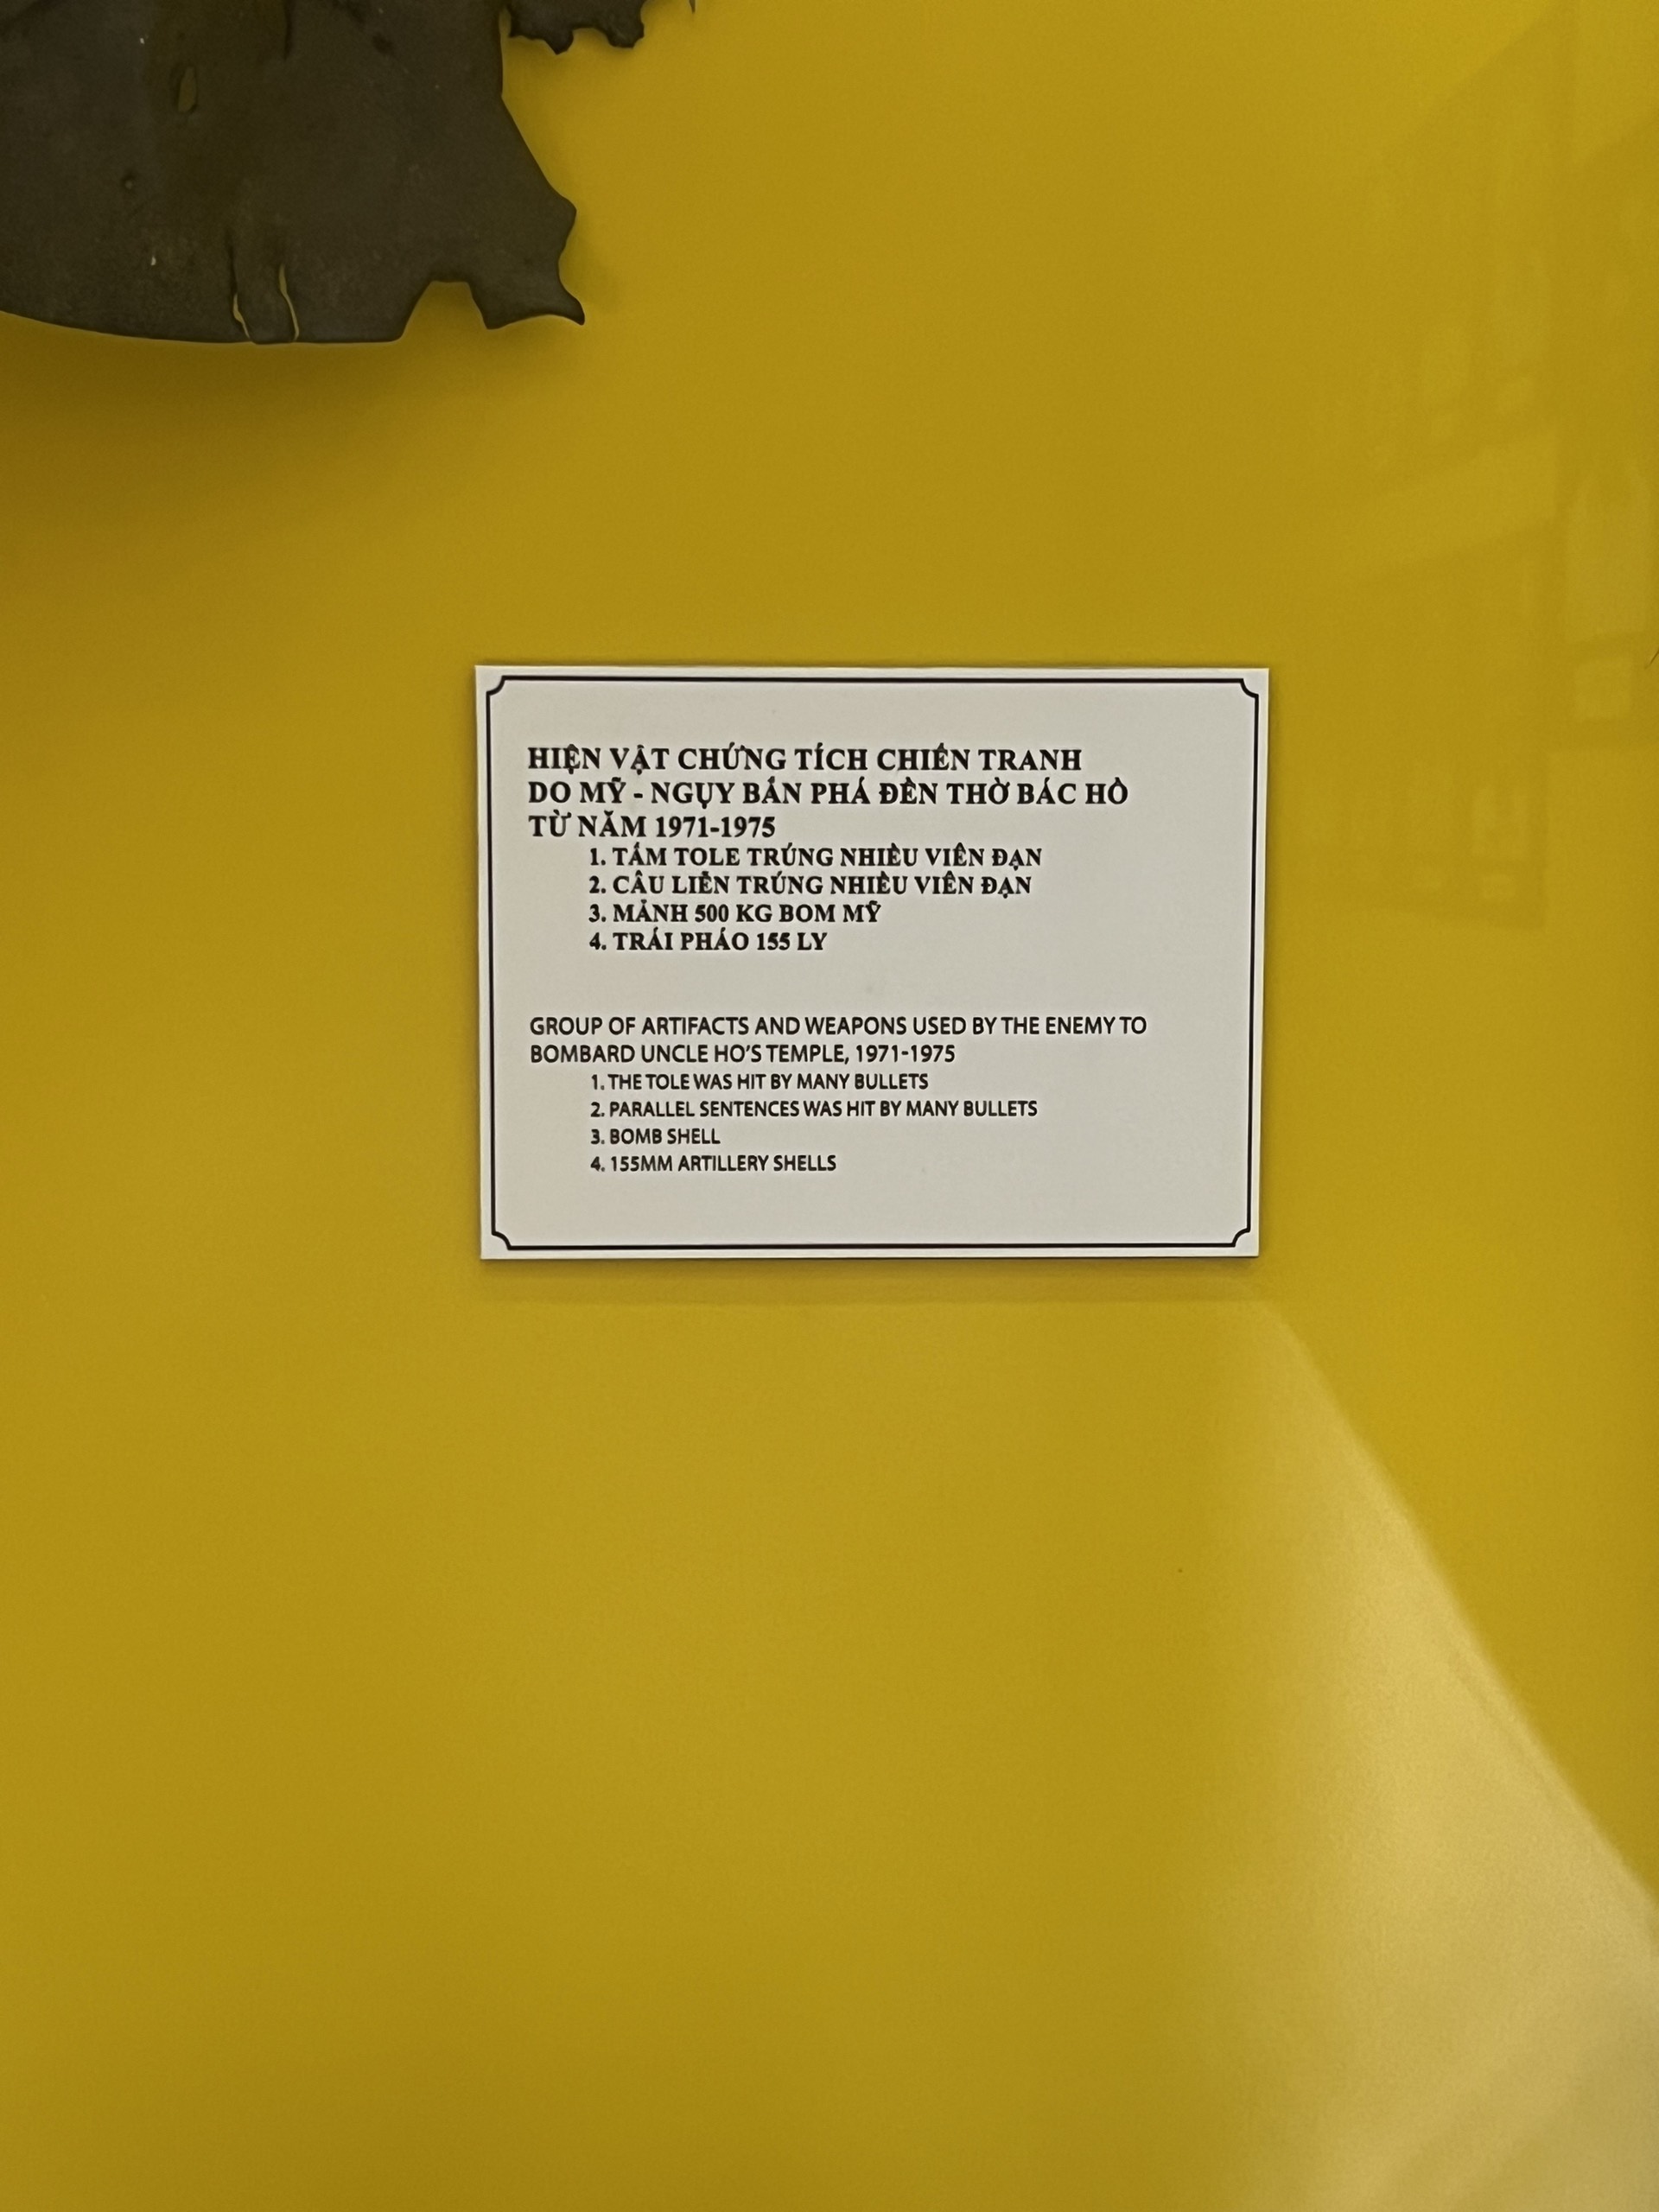 HIỆN VẬT CHỨNG TÍCH CHIẾN TRANH
DO MỸ - NGỤY BẮN PHÁ ĐỀN THỜ BÁC HỒ
TỪ NĂM 1971-1975
1. TẤM TOLE TRÚNG NHIỀU VIÊN ĐẠN
2. CÂU LIỄN TRÚNG NHIỀU VIÊN ĐẠN
3. MẢNH 500 KG BOM MỸ
4. TRÁI PHÁO 155 LY
GROUP OF ARTIFACTS AND WEAPONS USED BY THE ENEMY TO
BOMBARD UNCLE HO'S TEMPLE, 1971-1975
1. THE TOLE WAS HIT BY MANY BULLETS
2. PARALLEL SENTENCES WAS HIT BY MANY BULLETS
3. BOMB SHELL
4. 155MM ARTILLERY SHELLS